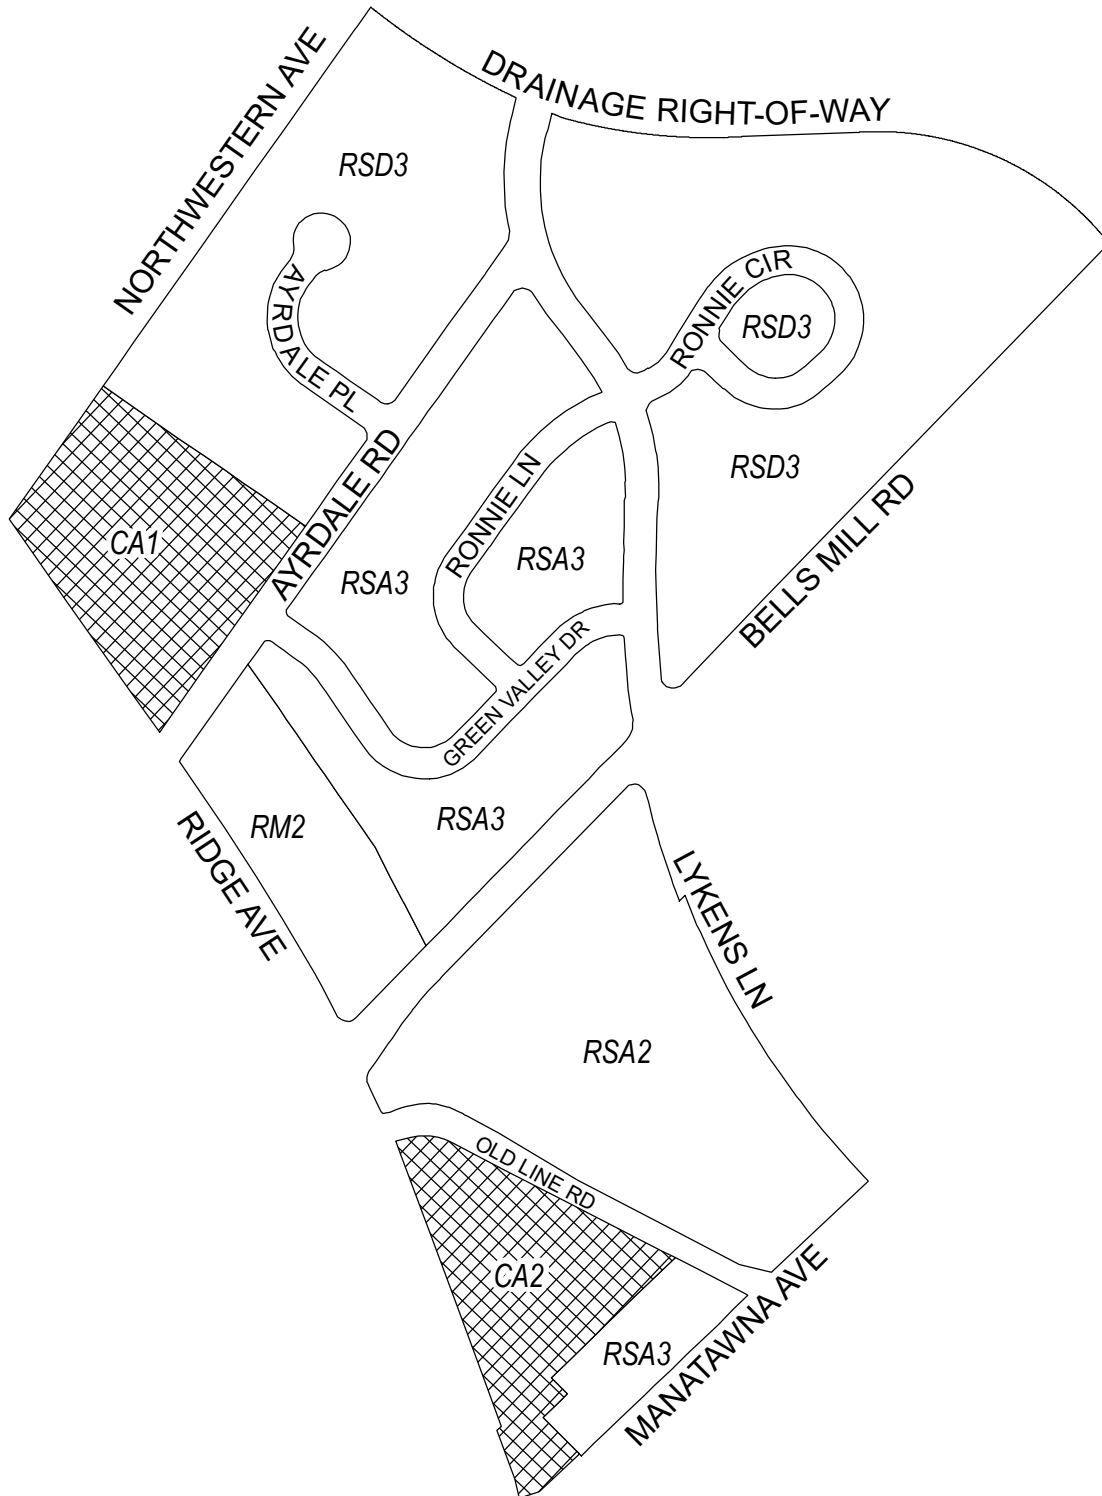 DRAINAGE RIGHT-OF-WAY
NORTHWESTERN AVE
RSD3
RONNIE CIR
AYRDALE PL
RSD3
RSD3
AYRDALE RD
RONNIE LN
CA1
RSA3
RSA3
BELLS MILL RD
GREEN VALLEY DR
RSA3
RM2
RIDGE AVE
LYKENS LN
RSA2
OLD LINE RD
CA2
RSA3
MANATAWNA AVE